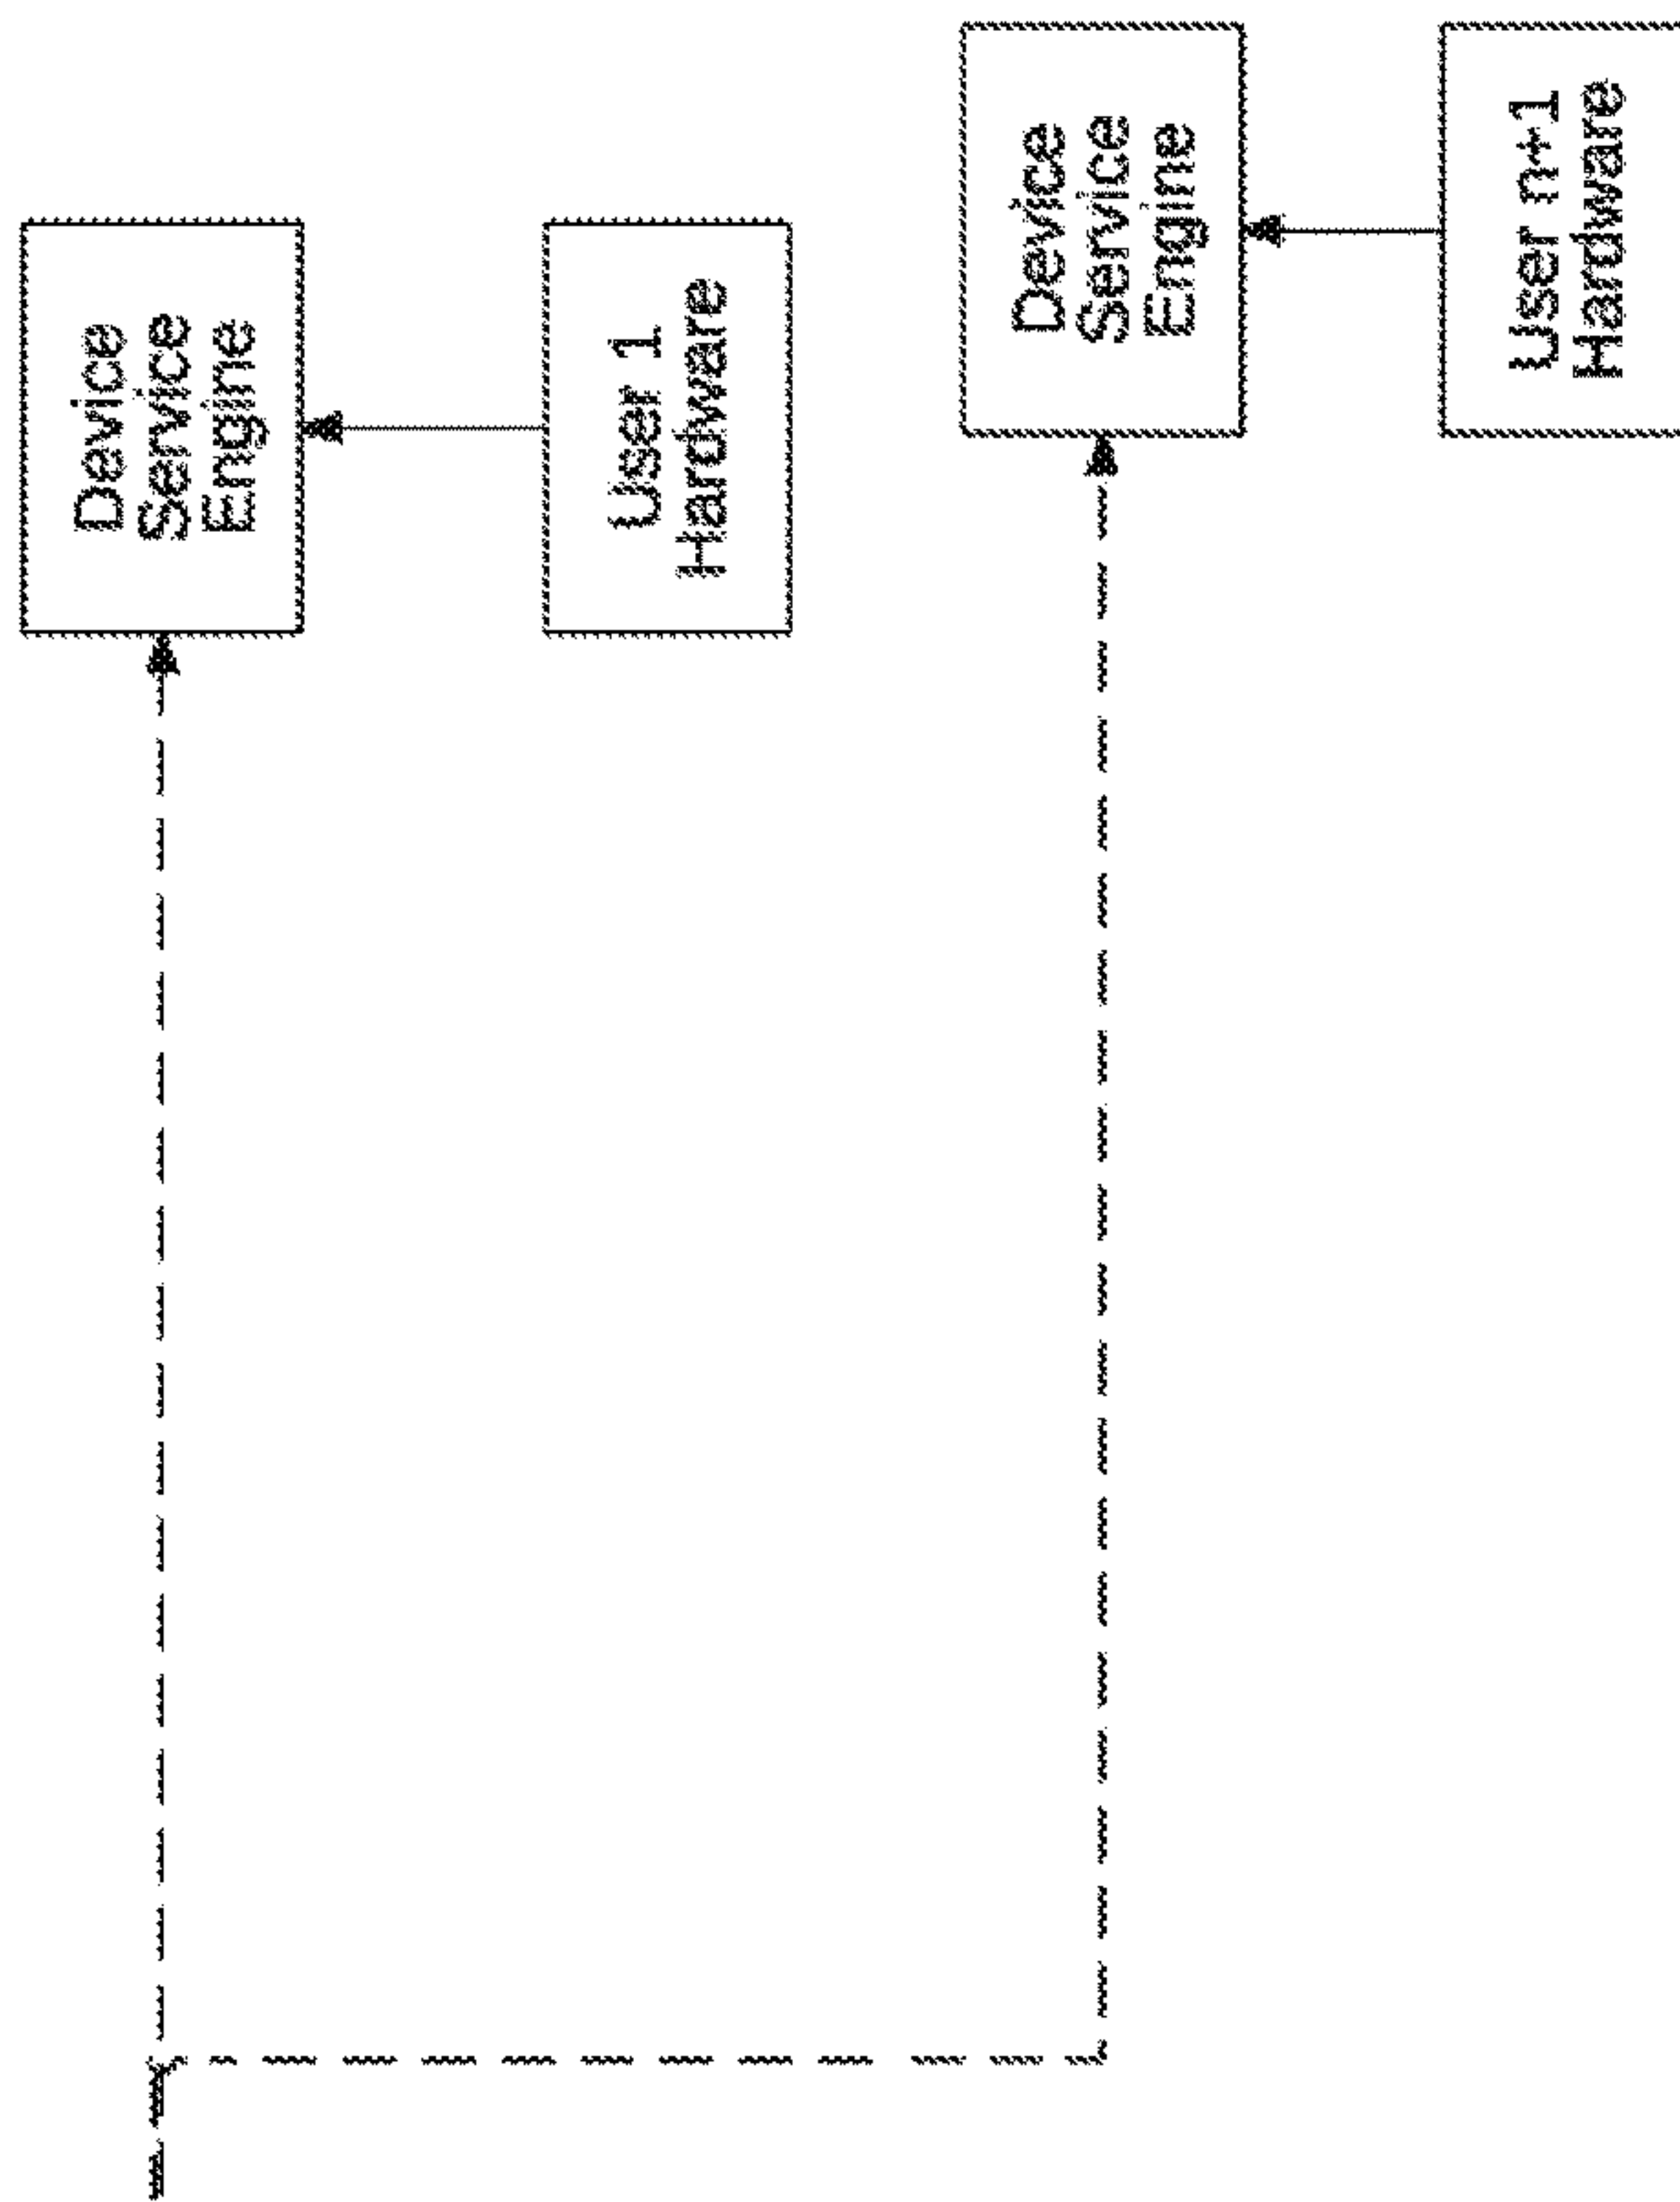 Device
Service
Engine
User 1
Hardware
Device
Service
Engine
User n+1
Hardware